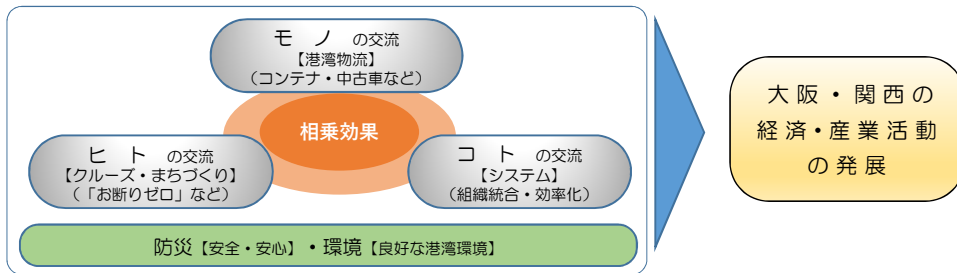 モ ノ の交流
【港湾物流】
（コンテナ・中古車など）
相乗効果
ヒ ト の交流
【クルーズ・まちづくり】
（「お断りゼロ」など）
コ ト の交流
【システム】
（組織統合・効率化）
防災【安全・安心】・環境【良好な港湾環境】
大阪・関西の
経済・産業活動
の発展